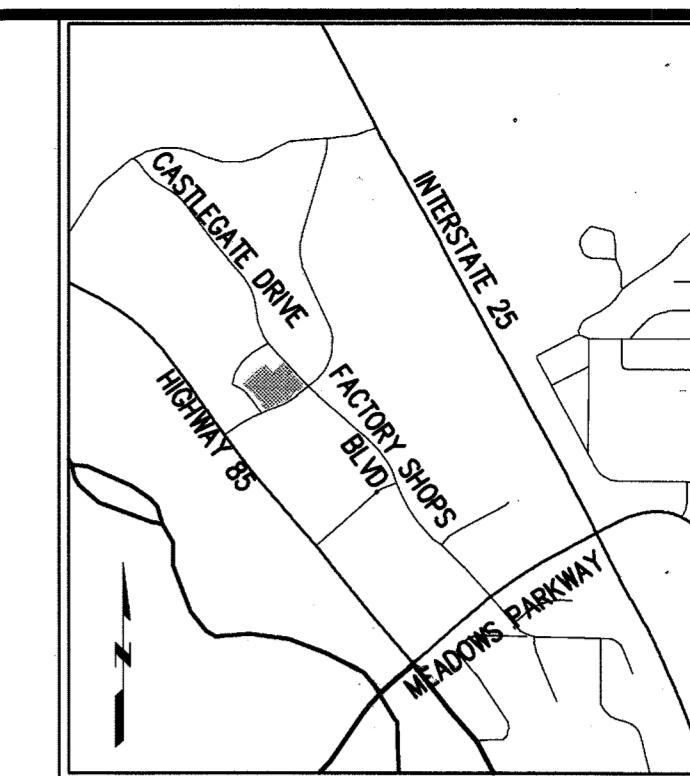 CASTLEGATE DRIVE
INTERSTATE 25
HIGHWAY 85
FACTORY SHOPS
BLVD
MEADOWS PARKWAY
N